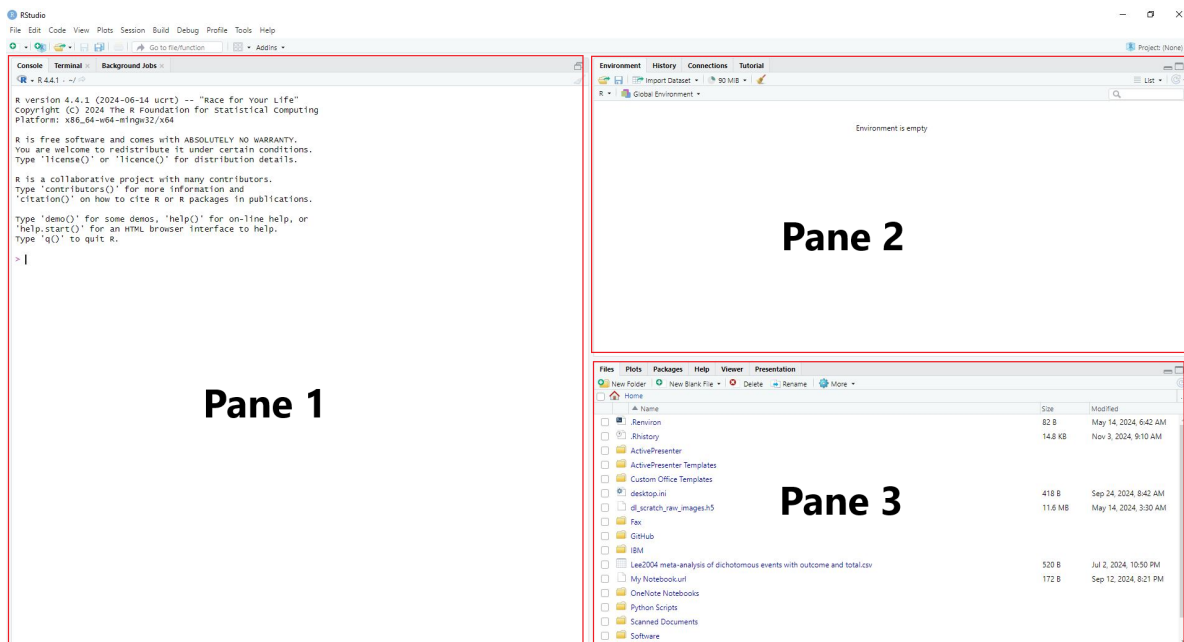 RStudio
File Edit Code View Plots Session Build Debug Profile Tools Help
Go to file/function Addins
Project: (None)
Console Terminal Background Jobs
R 4.4.1 · ~/
R version 4.4.1 (2024-06-14 ucrt) -- "Race for Your Life"
Copyright (C) 2024 The R Foundation for Statistical Computing
Platform: x86_64-w64-mingw32/x64
R is free software and comes with ABSOLUTELY NO WARRANTY.
You are welcome to redistribute it under certain conditions.
Type 'license()' or 'licence()' for distribution details.
R is a collaborative project with many contributors.
Type 'contributors()' for more information and
'citation()' on how to cite R or R packages in publications.
Type 'demo()' for some demos, 'help()' for on-line help, or
'help.start()' for an HTML browser interface to help.
Type 'q()' to quit R.
>
Pane 1
Environment History Connections Tutorial
Import Dataset 90 MiB List
R Global Environment
Environment is empty
Pane 2
Files Plots Packages Help Viewer Presentation
New Folder New Blank File Delete Rename More
Home
Name Size Modified
.Renviron 82 B May 14, 2024, 6:42 AM
.Rhistory 14.8 KB Nov 3, 2024, 9:10 AM
ActivePresenter
ActivePresenter Templates
Custom Office Templates
desktop.ini 418 B Sep 24, 2024, 8:42 AM
dl_scratch_raw_images.h5 11.6 MB May 14, 2024, 3:30 AM
Fax
GitHub
IBM
Lee2004 meta-analysis of dichotomous events with outcome and total.csv 520 B Jul 2, 2024, 10:50 PM
My Notebook.url 172 B Sep 12, 2024, 8:21 PM
OneNote Notebooks
Python Scripts
Scanned Documents
Software
Pane 3